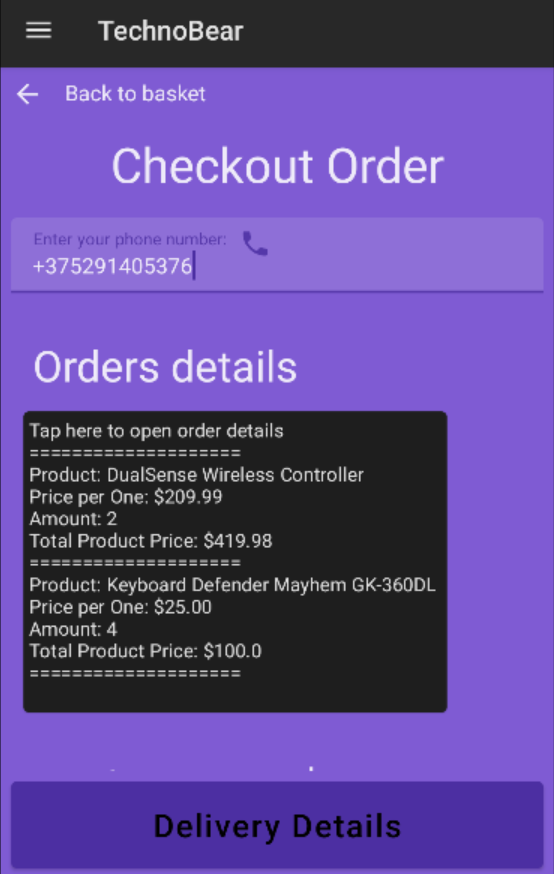 TechnoBear
Back to basket
Checkout Order
Enter your phone number:
+375291405376
Orders details
Tap here to open order details
====================
Product: DualSense Wireless Controller
Price per One: $209.99
Amount: 2
Total Product Price: $419.98
====================
Product: Keyboard Defender Mayhem GK-360DL
Price per One: $25.00
Amount: 4
Total Product Price: $100.0
====================
Delivery Details